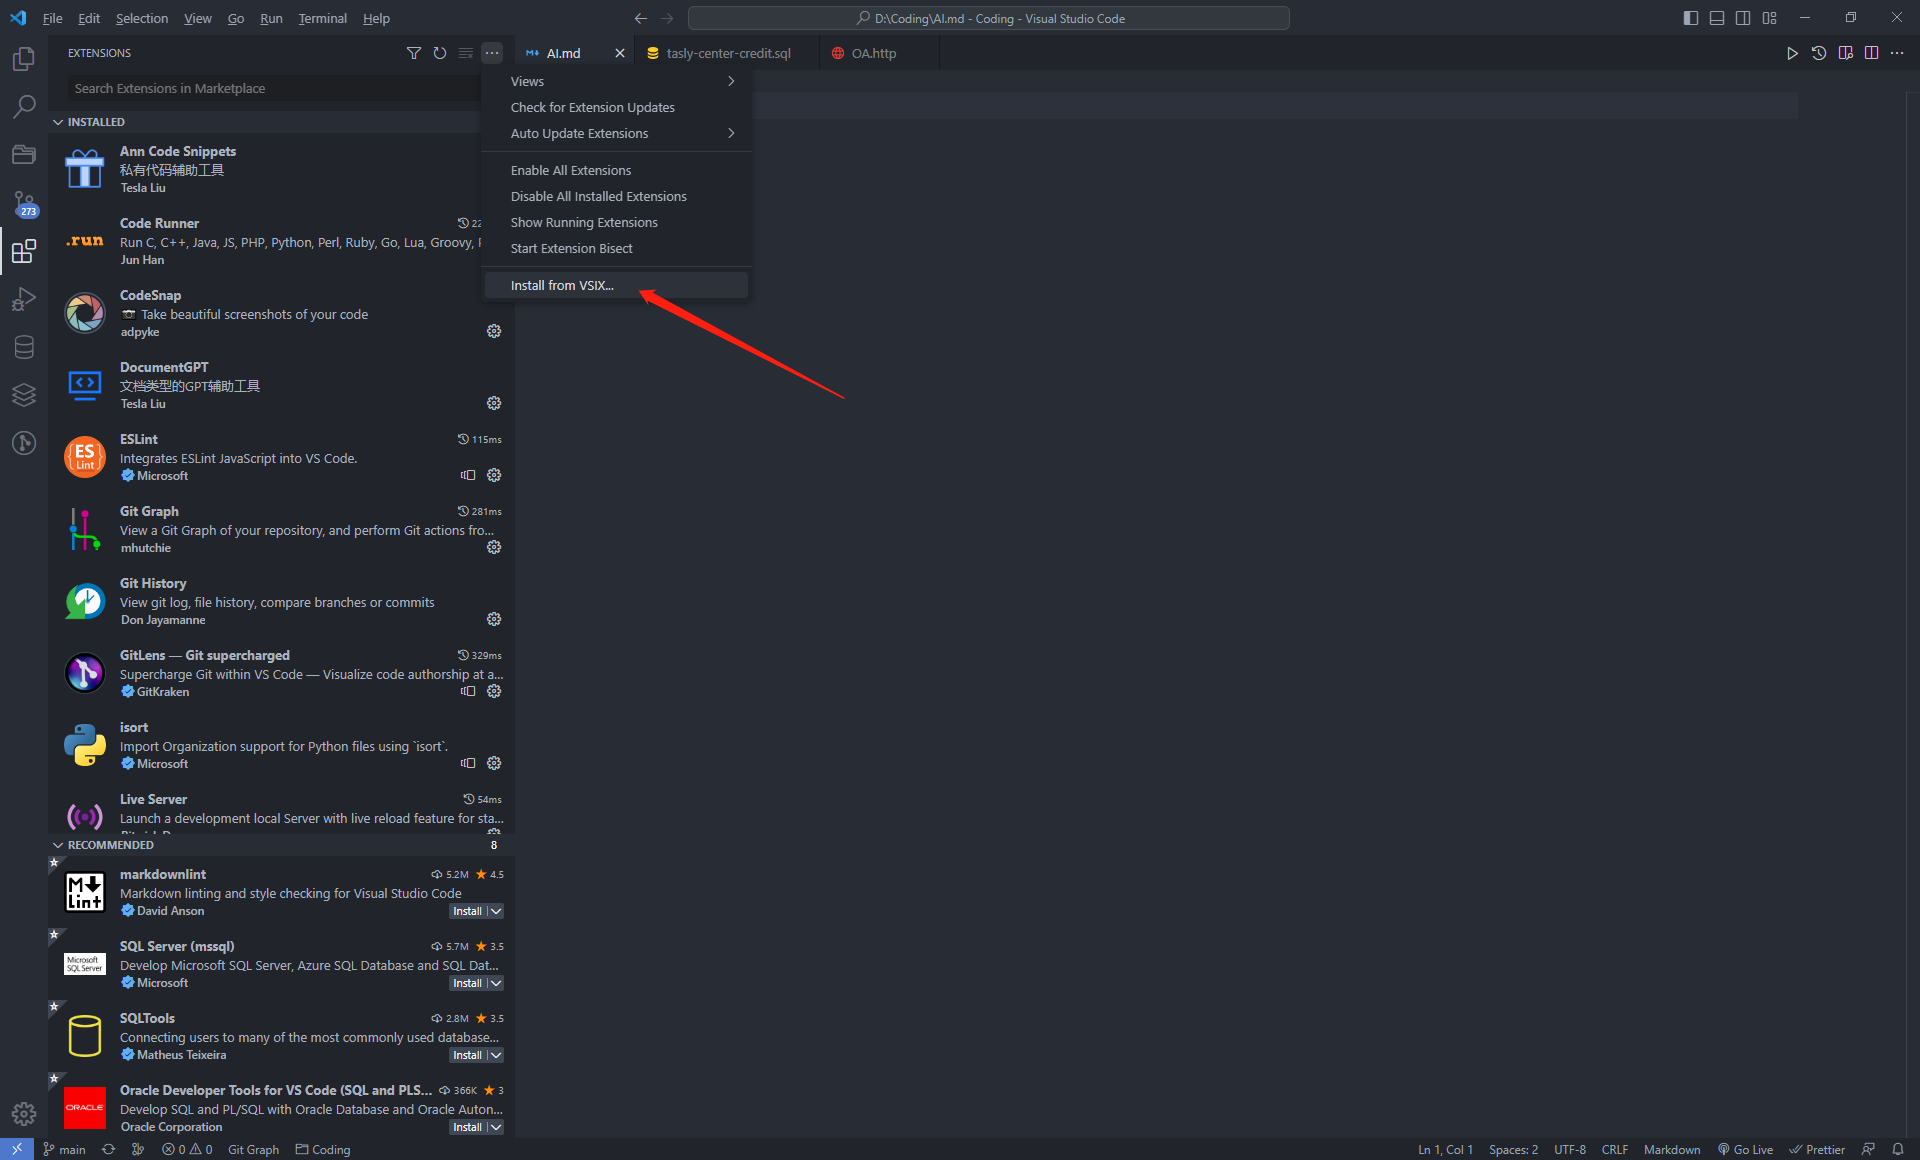 File Edit Selection View Go Run Terminal Help
D:\Coding\AI.md - Coding - Visual Studio Code
EXTENSIONS
AI.md
tasly-center-credit.sql
OA.http
Search Extensions in Marketplace
Views
Check for Extension Updates
Auto Update Extensions
Enable All Extensions
Disable All Installed Extensions
Show Running Extensions
Start Extension Bisect
Install from VSIX...
273
INSTALLED
Ann Code Snippets
私有代码辅助工具
Tesla Liu
.run
Code Runner
Run C, C++, Java, JS, PHP, Python, Perl, Ruby, Go, Lua, Groovy,
Jun Han
CodeSnap
Take beautiful screenshots of your code
adpyke
DocumentGPT
文档类型的GPT辅助工具
Tesla Liu
ES
Lint
ESLint 115ms
Integrates ESLint JavaScript into VS Code.
Microsoft
Git Graph 281ms
View a Git Graph of your repository, and perform Git actions fro...
mhutchie
Git History
View git log, file history, compare branches or commits
Don Jayamanne
GitLens — Git supercharged 329ms
Supercharge Git within VS Code — Visualize code authorship at a...
GitKraken
isort
Import Organization support for Python files using `isort`.
Microsoft
Live Server 54ms
Launch a development local Server with live reload feature for sta...
RECOMMENDED 8
M
Lint
markdownlint 5.2M 4.5
Markdown linting and style checking for Visual Studio Code
David Anson Install
Microsoft
SQL Server
SQL Server (mssql) 5.7M 3.5
Develop Microsoft SQL Server, Azure SQL Database and SQL Dat...
Microsoft Install
SQLTools 2.8M 3.5
Connecting users to many of the most commonly used database...
Matheus Teixeira Install
ORACLE
Oracle Developer Tools for VS Code (SQL and PLS... 366K 3
Develop SQL and PL/SQL with Oracle Database and Oracle Auton...
Oracle Corporation Install
main 0 0 Git Graph Coding
Ln 1, Col 1 Spaces: 2 UTF-8 CRLF Markdown Go Live Prettier